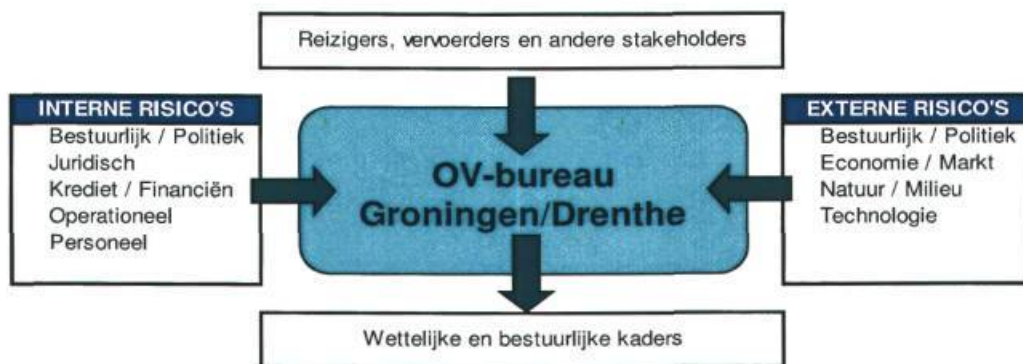 Reizigers, vervoerders en andere stakeholders
INTERNE RISICO'S
Bestuurlijk / Politiek
Juridisch
Krediet / Financiën
Operationeel
Personeel
OV-bureau
Groningen/Drenthe
EXTERNE RISICO'S
Bestuurlijk / Politiek
Economie / Markt
Natuur / Milieu
Technologie
Wettelijke en bestuurlijke kaders